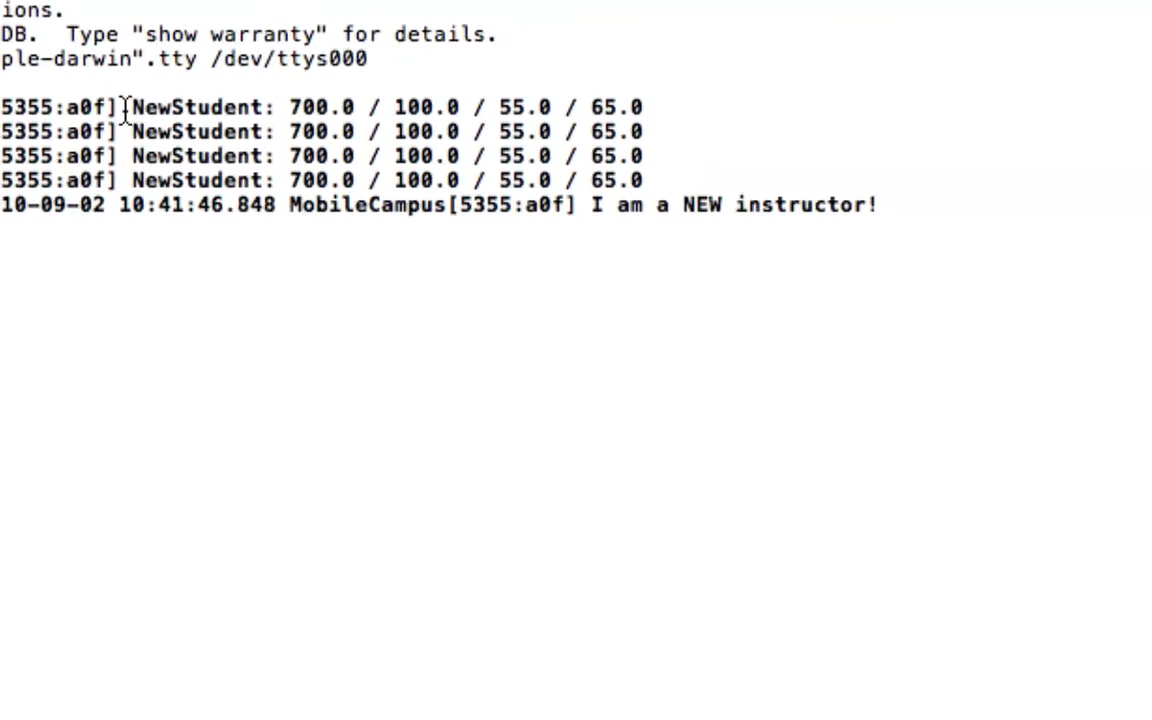 ions.
DB.  Type "show warranty" for details.
ple-darwin".tty /dev/ttys000
5355:a0f] NewStudent: 700.0 / 100.0 / 55.0 / 65.0
5355:a0f] NewStudent: 700.0 / 100.0 / 55.0 / 65.0
5355:a0f] NewStudent: 700.0 / 100.0 / 55.0 / 65.0
5355:a0f] NewStudent: 700.0 / 100.0 / 55.0 / 65.0
10-09-02 10:41:46.848 MobileCampus[5355:a0f] I am a NEW instructor!